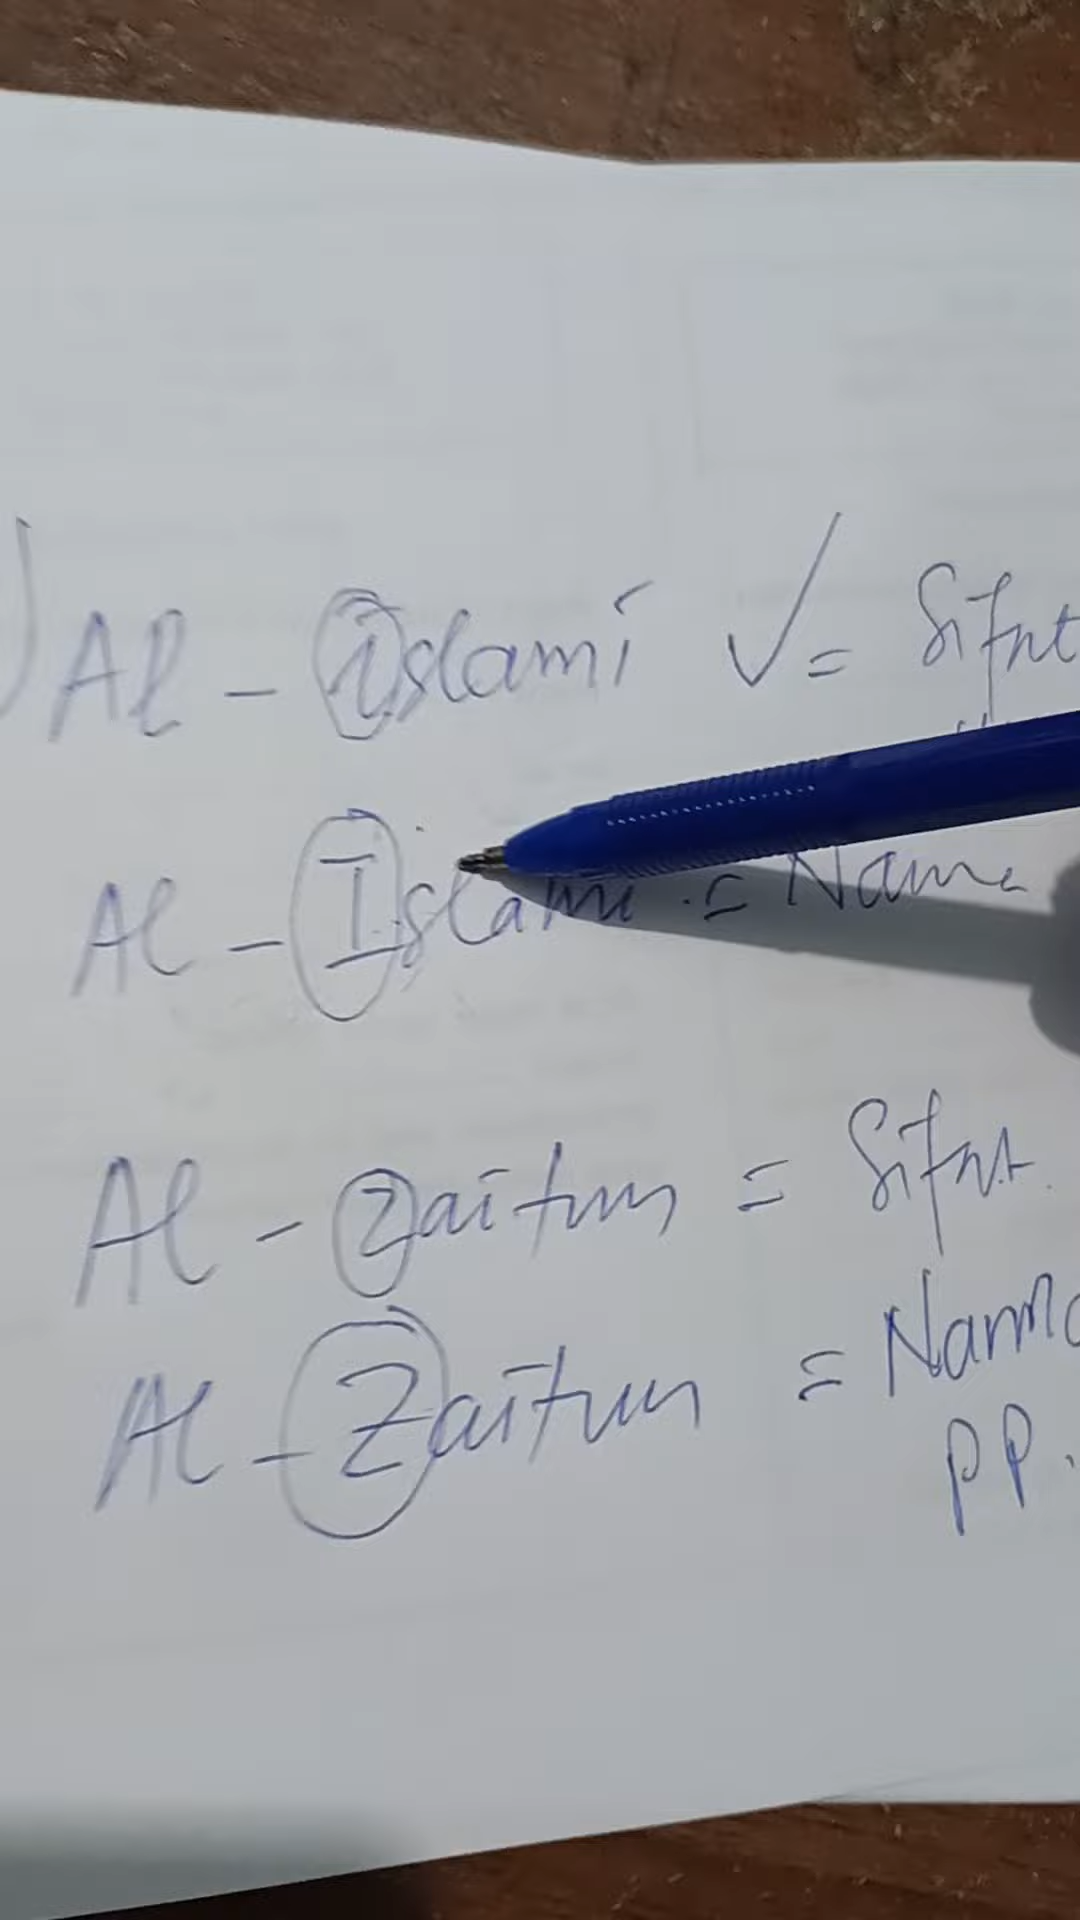 Al - islami ✓ = Sifat
Al - Islami = Nama
Al - zaitun = Sifat.
Al - Zaitun = Nama
PP.